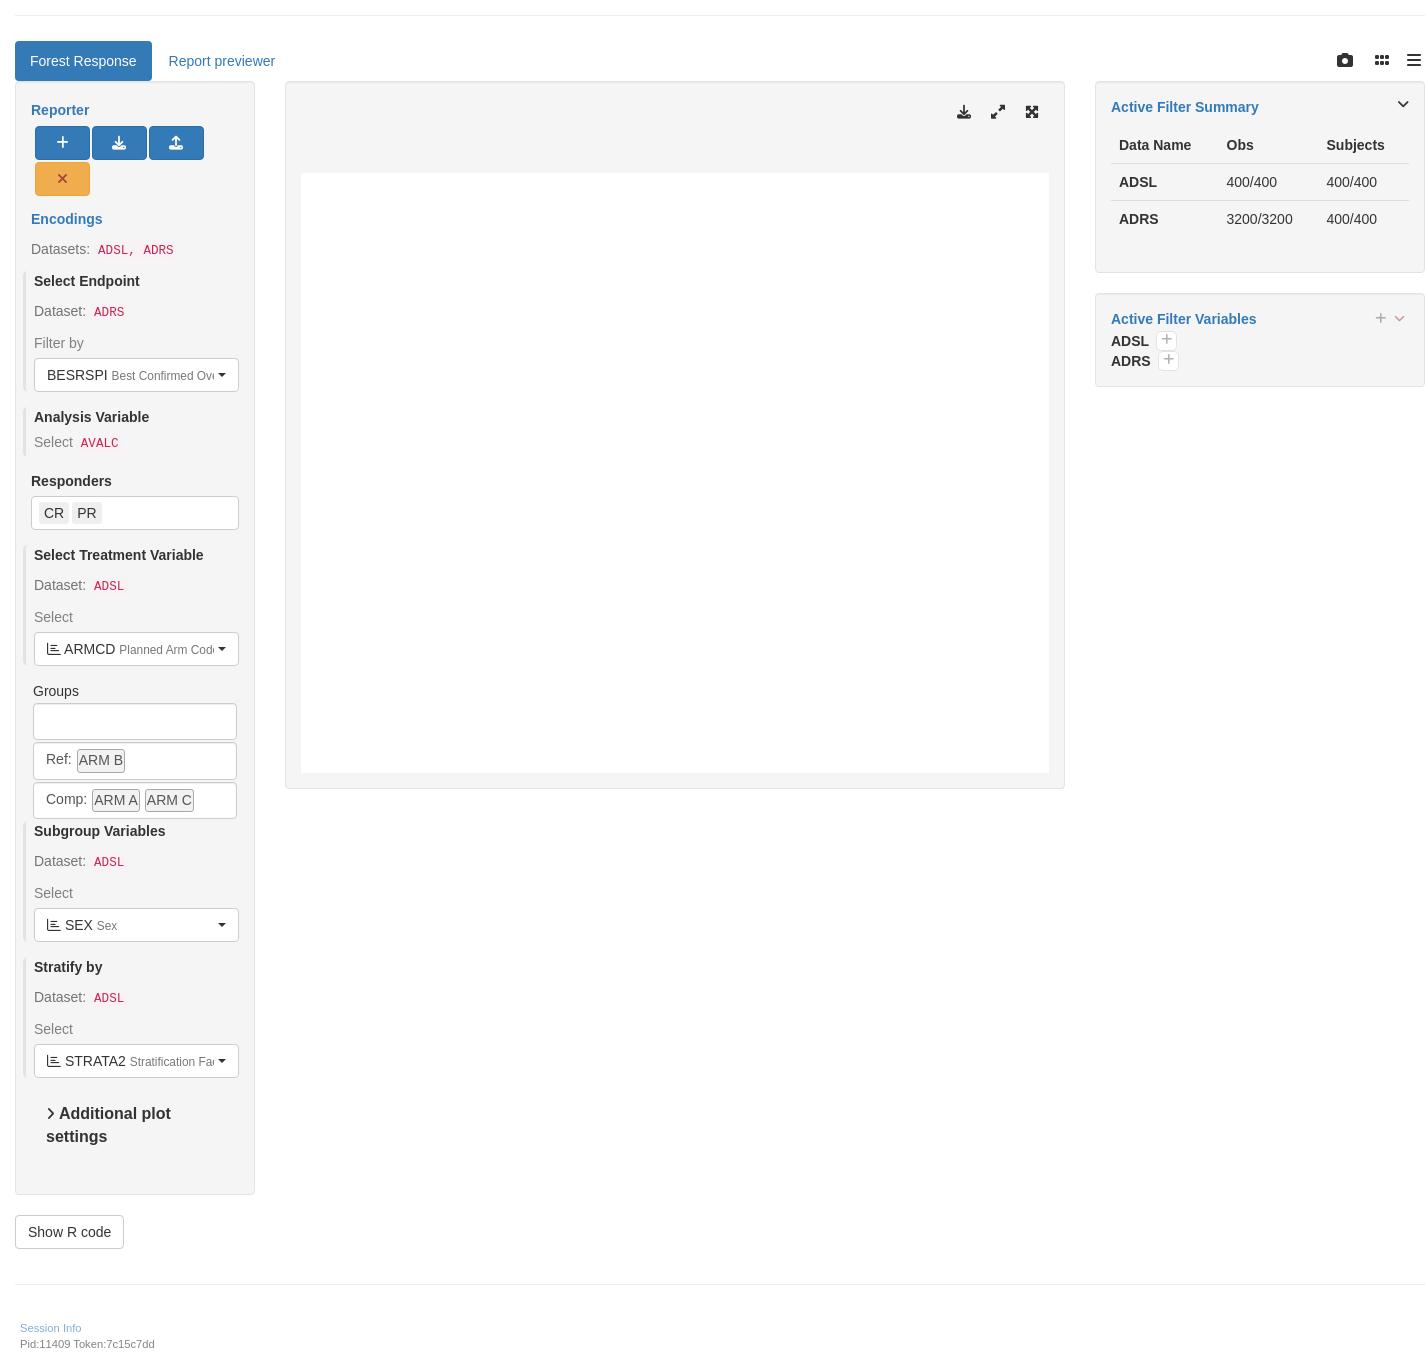 Forest Response
Report previewer
Reporter
Encodings
Datasets: ADSL, ADRS
Select Endpoint
Dataset: ADRS
Filter by
BESRSPI Best Confirmed Ove
Analysis Variable
Select AVALC
Responders
CR PR
Select Treatment Variable
Dataset: ADSL
Select
ARMCD Planned Arm Code
Groups
Ref: ARM B
Comp: ARM A ARM C
Subgroup Variables
Dataset: ADSL
Select
SEX Sex
Stratify by
Dataset: ADSL
Select
STRATA2 Stratification Fac
Additional plot
settings
Show R code
Active Filter Summary
Data Name Obs Subjects
ADSL 400/400 400/400
ADRS 3200/3200 400/400
Active Filter Variables
ADSL
ADRS
Session Info
Pid:11409 Token:7c15c7dd